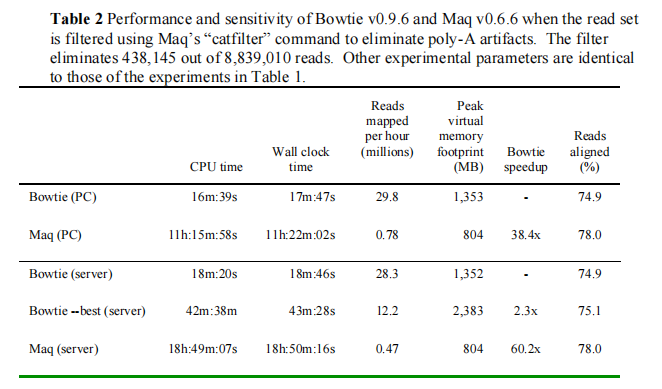 Table 2 Performance and sensitivity of Bowtie v0.9.6 and Maq v0.6.6 when the read set
is filtered using Maq's “catfilter” command to eliminate poly-A artifacts. The filter
eliminates 438,145 out of 8,839,010 reads. Other experimental parameters are identical
to those of the experiments in Table 1.
CPU time Wall clock time Reads mapped per hour (millions) Peak virtual memory footprint (MB) Bowtie speedup Reads aligned (%)
Bowtie (PC) 16m:39s 17m:47s 29.8 1,353 - 74.9
Maq (PC) 11h:15m:58s 11h:22m:02s 0.78 804 38.4x 78.0
Bowtie (server) 18m:20s 18m:46s 28.3 1,352 - 74.9
Bowtie --best (server) 42m:38m 43m:28s 12.2 2,383 2.3x 75.1
Maq (server) 18h:49m:07s 18h:50m:16s 0.47 804 60.2x 78.0